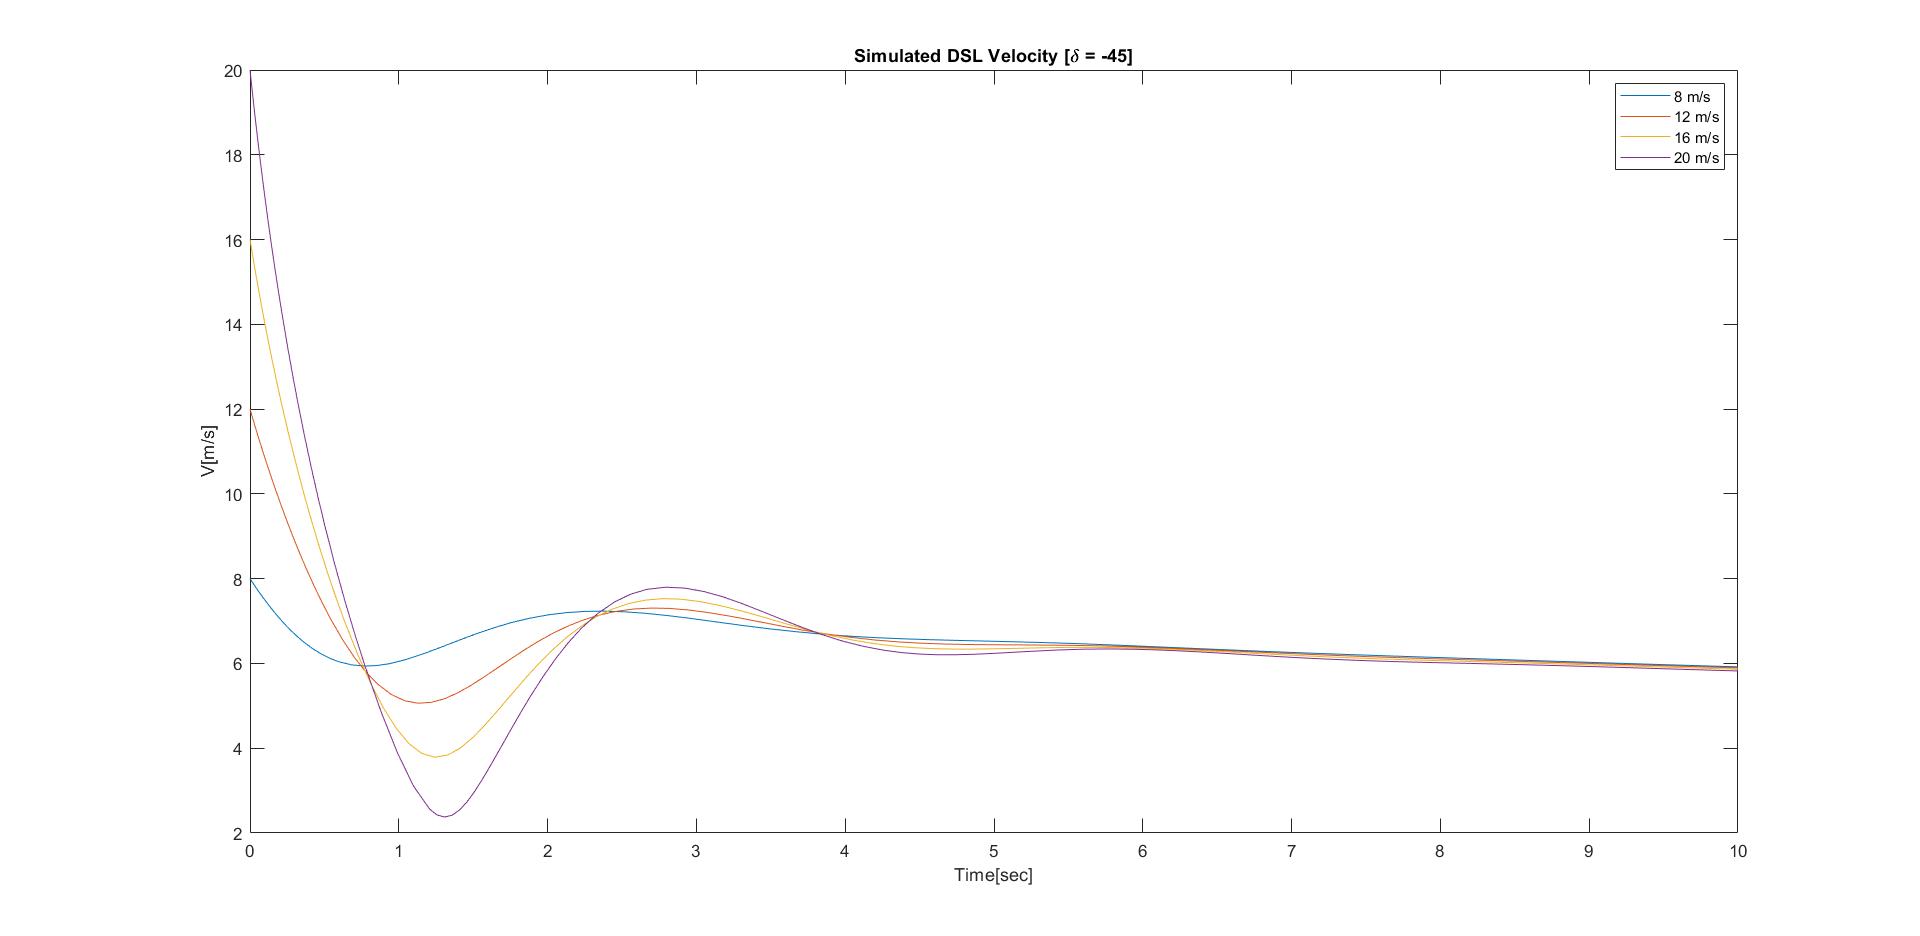 Simulated DSL Velocity [δ = -45]
20
18
16
14
12
10
8
6
4
2
V[m/s]
8 m/s
12 m/s
16 m/s
20 m/s
0 1 2 3 4 5 6 7 8 9 10
Time[sec]